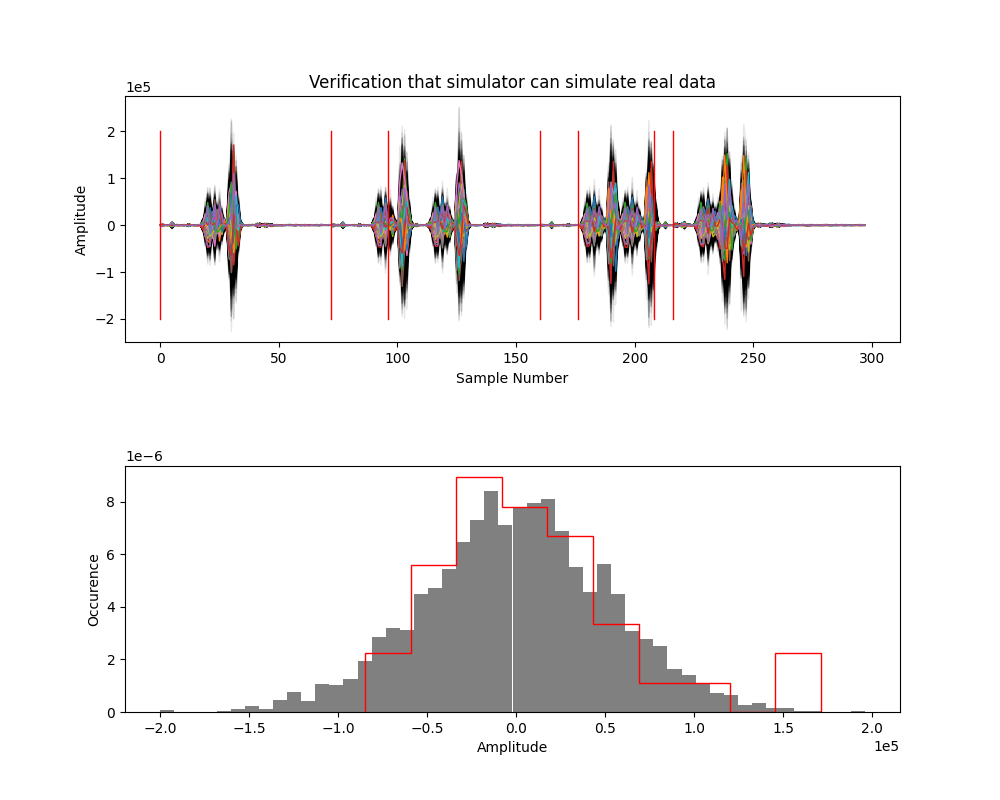 Verification that simulator can simulate real data
1e5
2
1
0
−1
−2
Amplitude
0 50 100 150 200 250 300
Sample Number
1e−6
8
6
4
2
0
Occurence
−2.0 −1.5 −1.0 −0.5 0.0 0.5 1.0 1.5 2.0
Amplitude
1e5